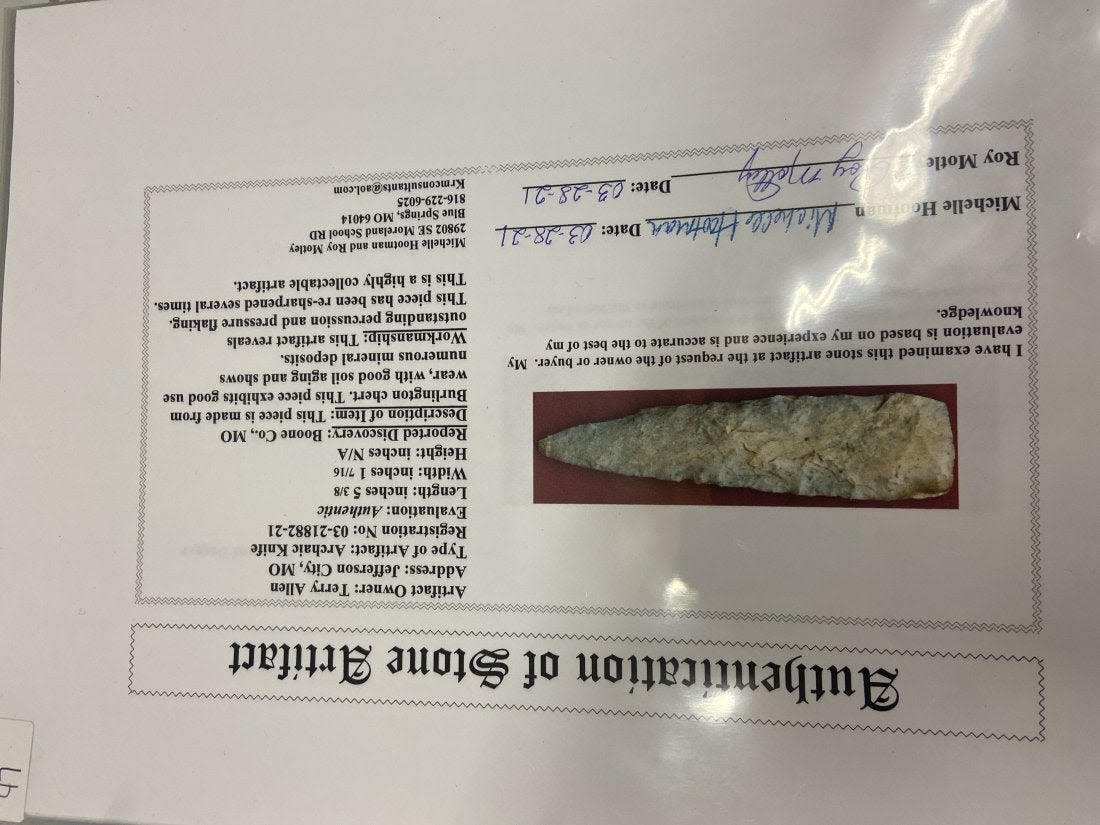 Authentication of Stone Artifact
Artifact Owner: Terry Allen
Address: Jefferson City, MO
Type of Artifact: Archaic Knife
Registration No: 03-21882-21
Evaluation: Authentic
Length: inches 5 3/8
Width: inches 1 7/16
Height: inches N/A
Reported Discovery: Boone Co., MO
Description of Item: This piece is made from
Burlington chert. This piece exhibits good use
wear, with good soil aging and shows
numerous mineral deposits.
Workmanship: This artifact reveals
outstanding percussion and pressure flaking.
This piece has been re-sharpened several times.
This is a highly collectable artifact.
Michelle Hootman and Roy Motley
29802 SE Moreland School RD
Blue Springs, MO 64014
816-229-6025
Krmconsultants@aol.com
I have examined this stone artifact at the request of the owner or buyer. My
evaluation is based on my experience and is accurate to the best of my
knowledge.
Michelle Hootman Michelle Hootman Date: 03-28-21
Roy Motley Roy Motley Date: 03-28-21